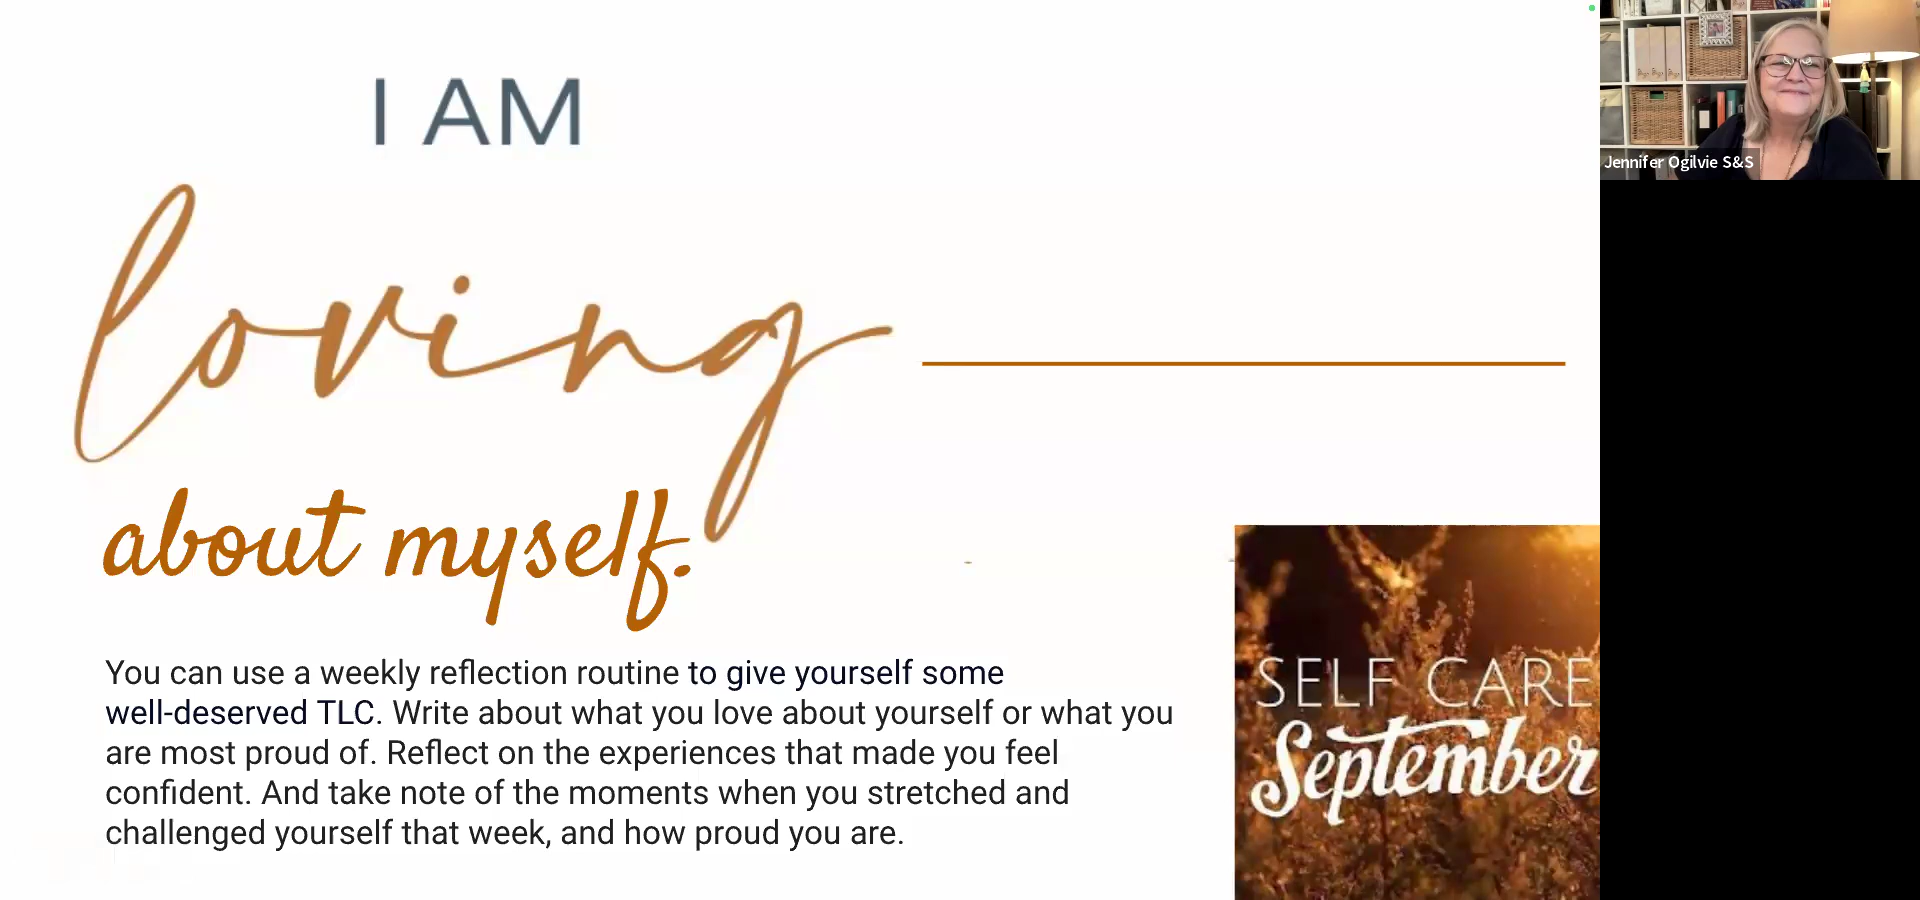 I AM
loving
about myself.
You can use a weekly reflection routine to give yourself some
well-deserved TLC. Write about what you love about yourself or what you
are most proud of. Reflect on the experiences that made you feel
confident. And take note of the moments when you stretched and
challenged yourself that week, and how proud you are.
SELF CARE
September
Jennifer Ogilvie S&S